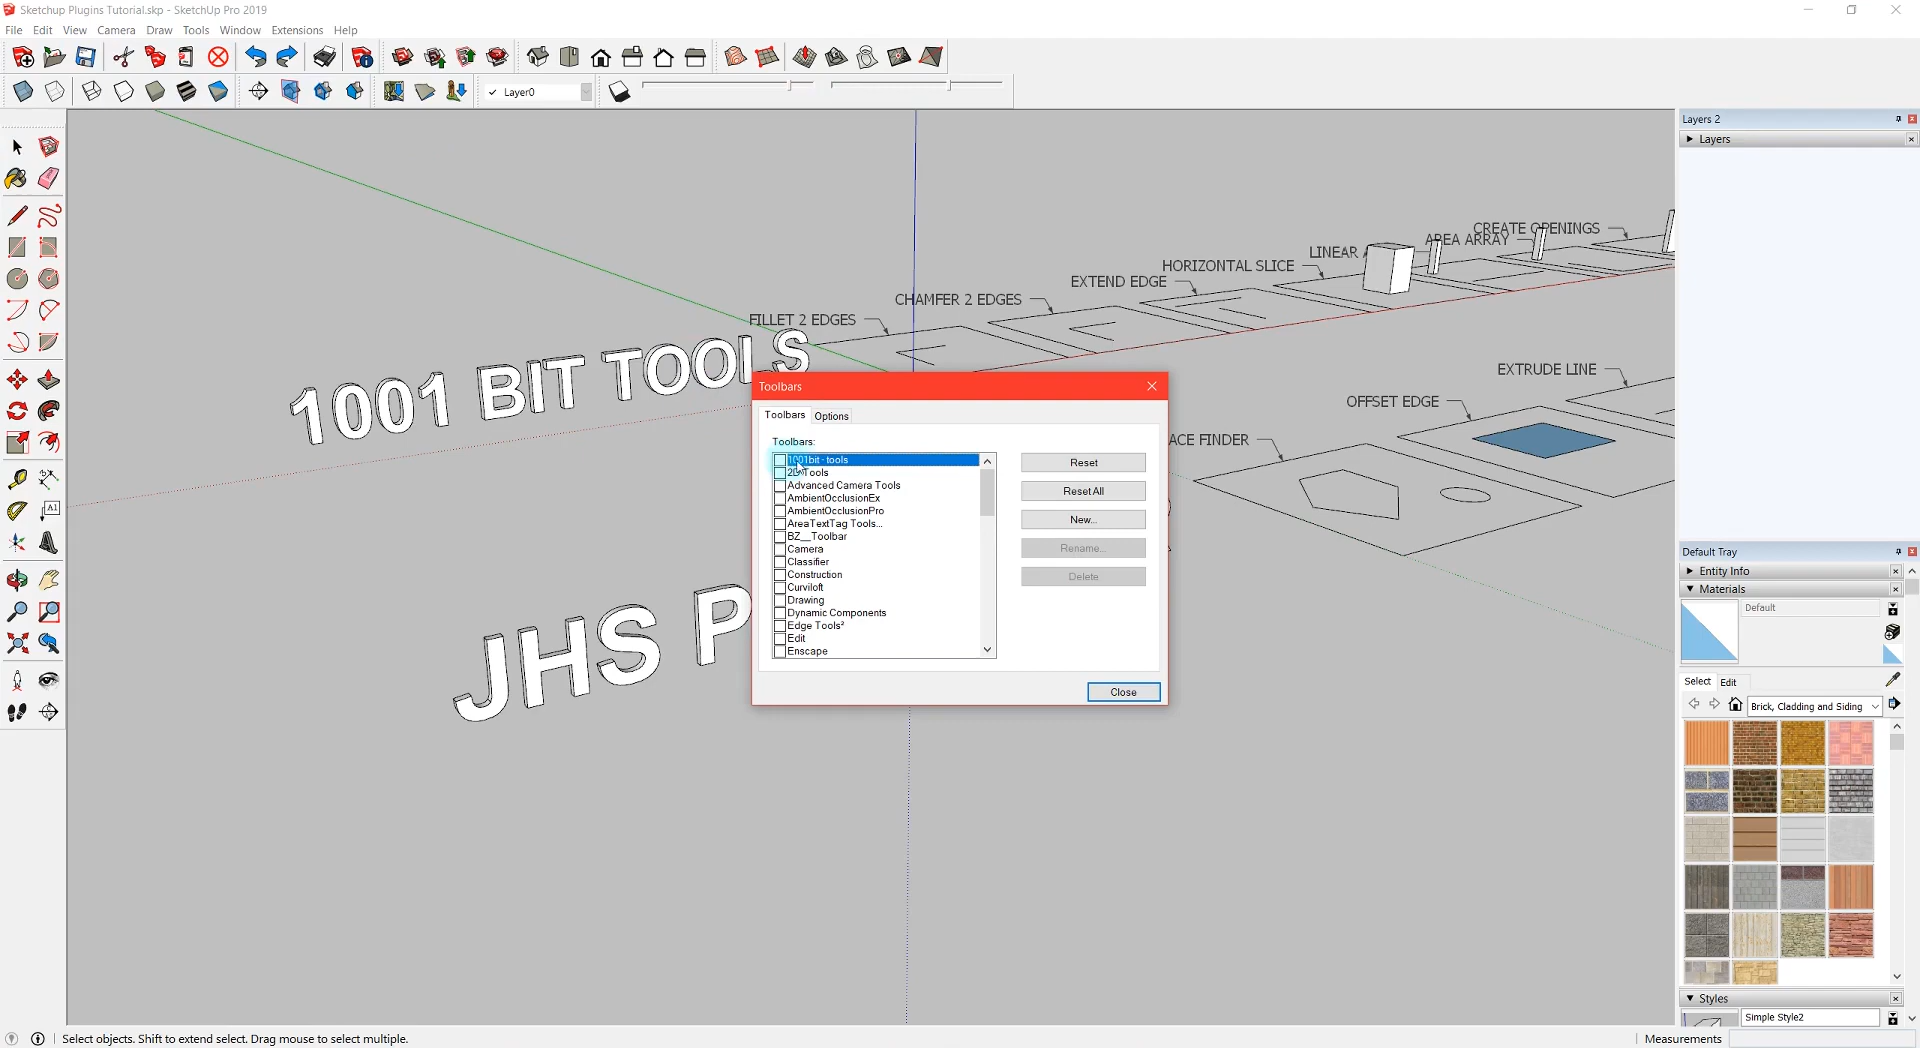 Sketchup Plugins Tutorial.skp - SketchUp Pro 2019
File Edit View Camera Draw Tools Window Extensions Help
Layer0
Layers 2
Layers
CREATE OPENINGS
AREA ARRAY
LINEAR
HORIZONTAL SLICE
EXTEND EDGE
CHAMFER 2 EDGES
FILLET 2 EDGES
1001 BIT TOOLS
EXTRUDE LINE
OFFSET EDGE
ACE FINDER
JHS P
Toolbars
Toolbars Options
Toolbars:
1001bit - tools
2D Tools
Advanced Camera Tools
AmbientOcclusionEx
AmbientOcclusionPro
AreaTextTag Tools...
BZ__Toolbar
Camera
Classifier
Construction
Curviloft
Drawing
Dynamic Components
Edge Tools²
Edit
Enscape
Reset
Reset All
New...
Rename...
Delete
Close
Default Tray
Entity Info
Materials
Default
Select Edit
Brick, Cladding and Siding
Styles
Simple Style2
A1
Select objects. Shift to extend select. Drag mouse to select multiple.
Measurements